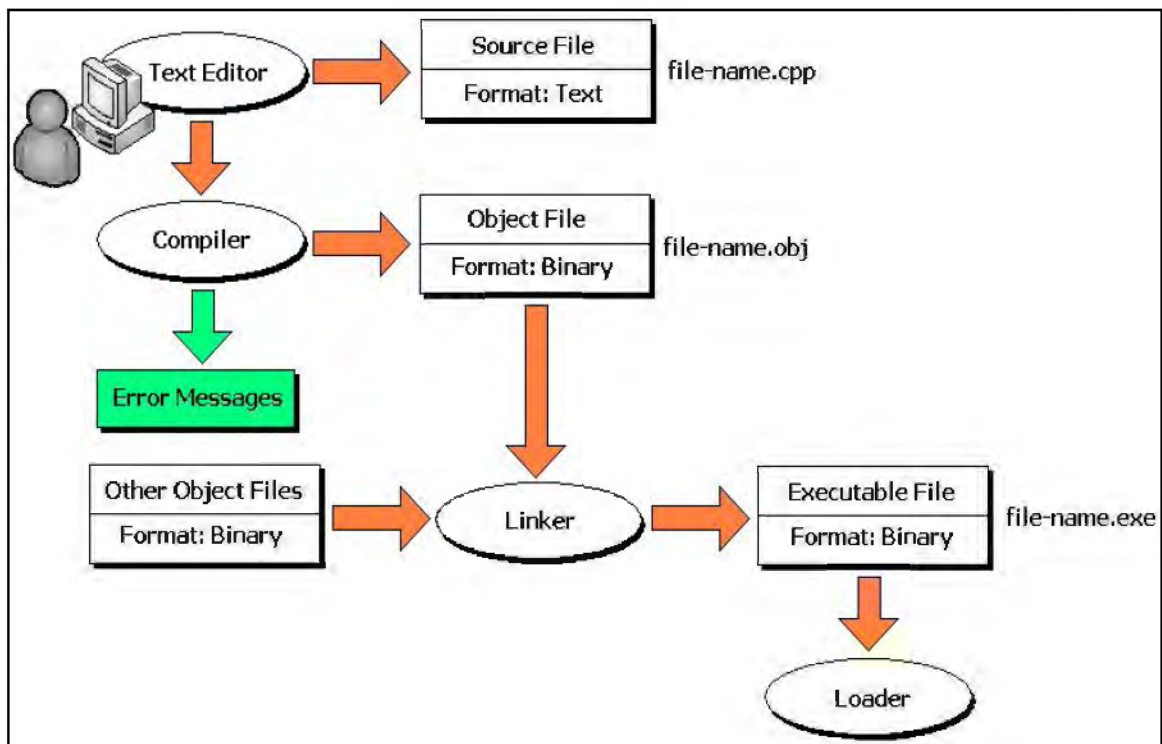 Text Editor
Source File
Format: Text
file-name.cpp
Compiler
Object File
Format: Binary
file-name.obj
Error Messages
Other Object Files
Format: Binary
Linker
Executable File
Format: Binary
file-name.exe
Loader